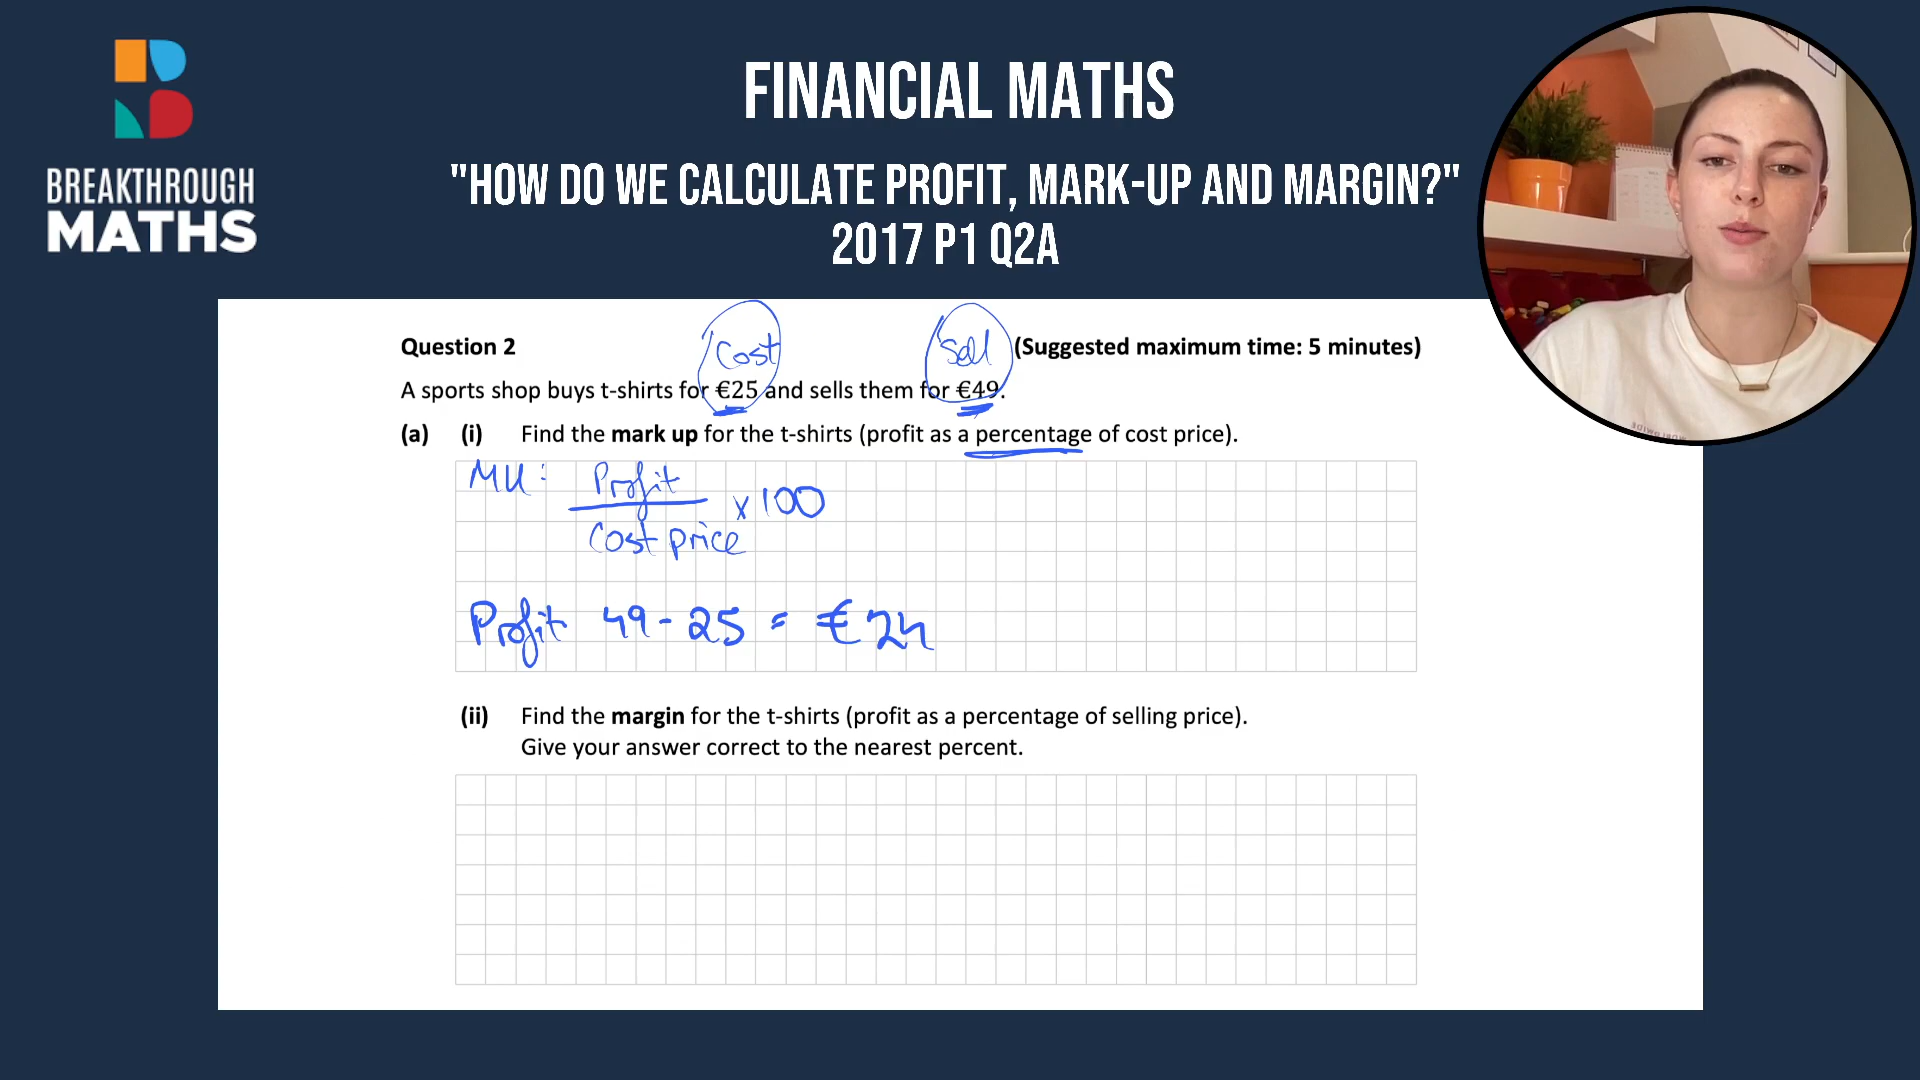 BREAKTHROUGH
MATHS
FINANCIAL MATHS
"HOW DO WE CALCULATE PROFIT, MARK-UP AND MARGIN?"
2017 P1 Q2A
Cost
Sell
Question 2 (Suggested maximum time: 5 minutes)
A sports shop buys t-shirts for €25 and sells them for €49.
(a) (i) Find the mark up for the t-shirts (profit as a percentage of cost price).
MU: Profit
x 100
Cost price
Profit 49 - 25 = €24
(ii) Find the margin for the t-shirts (profit as a percentage of selling price).
Give your answer correct to the nearest percent.